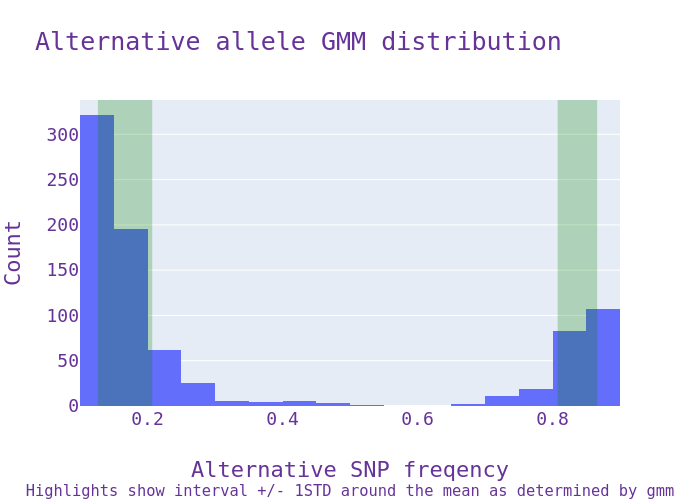 Alternative allele GMM distribution
Count
300
250
200
150
100
50
0
0.2 0.4 0.6 0.8
Alternative SNP freqency
Highlights show interval +/- 1STD around the mean as determined by gmm